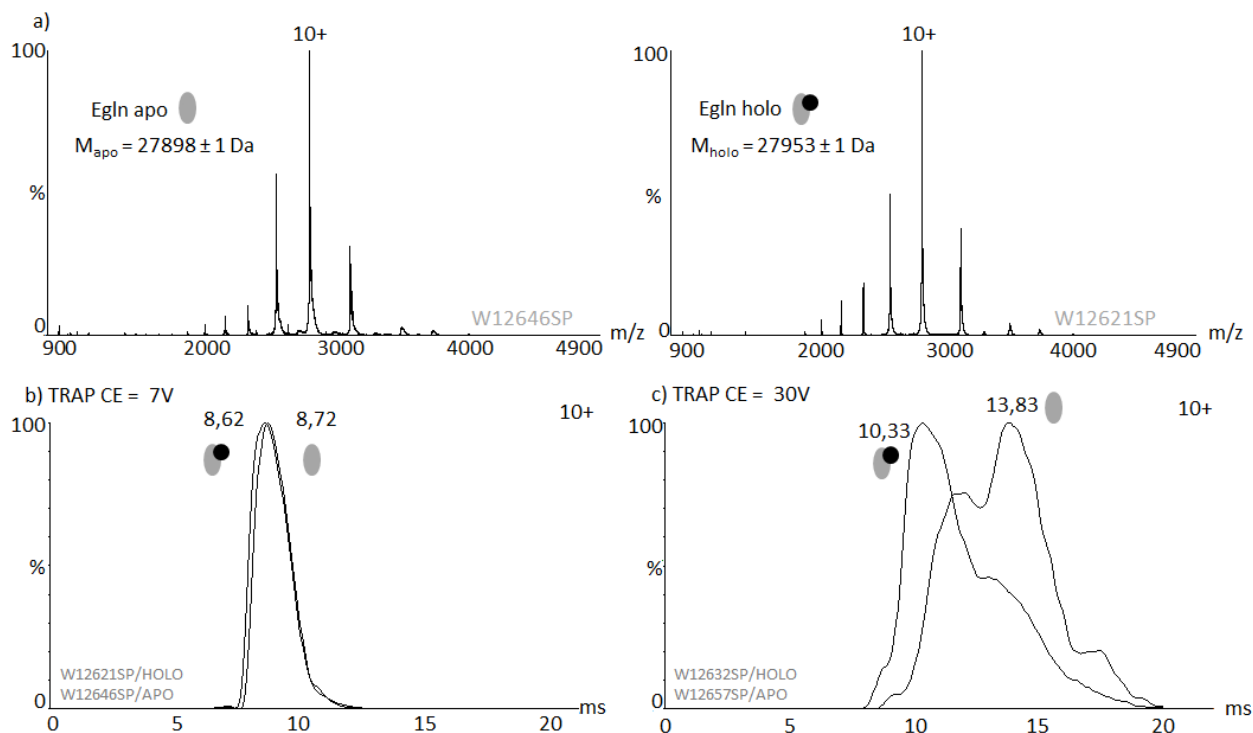 a)
10+
100
Egln apo
Mapo = 27898 ± 1 Da
%
0
W12646SP
m/z
900 2000 3000 4000 4900
10+
100
Egln holo
Mholo = 27953 ± 1 Da
%
0
W12621SP
m/z
900 2000 3000 4000 4900
b) TRAP CE = 7V
10+
8,62 8,72
100
%
W12621SP/HOLO
W12646SP/APO
0
0 5 10 15 20 ms
c) TRAP CE = 30V
10+
13,83
10,33
100
%
W12632SP/HOLO
W12657SP/APO
0
0 5 10 15 20 ms